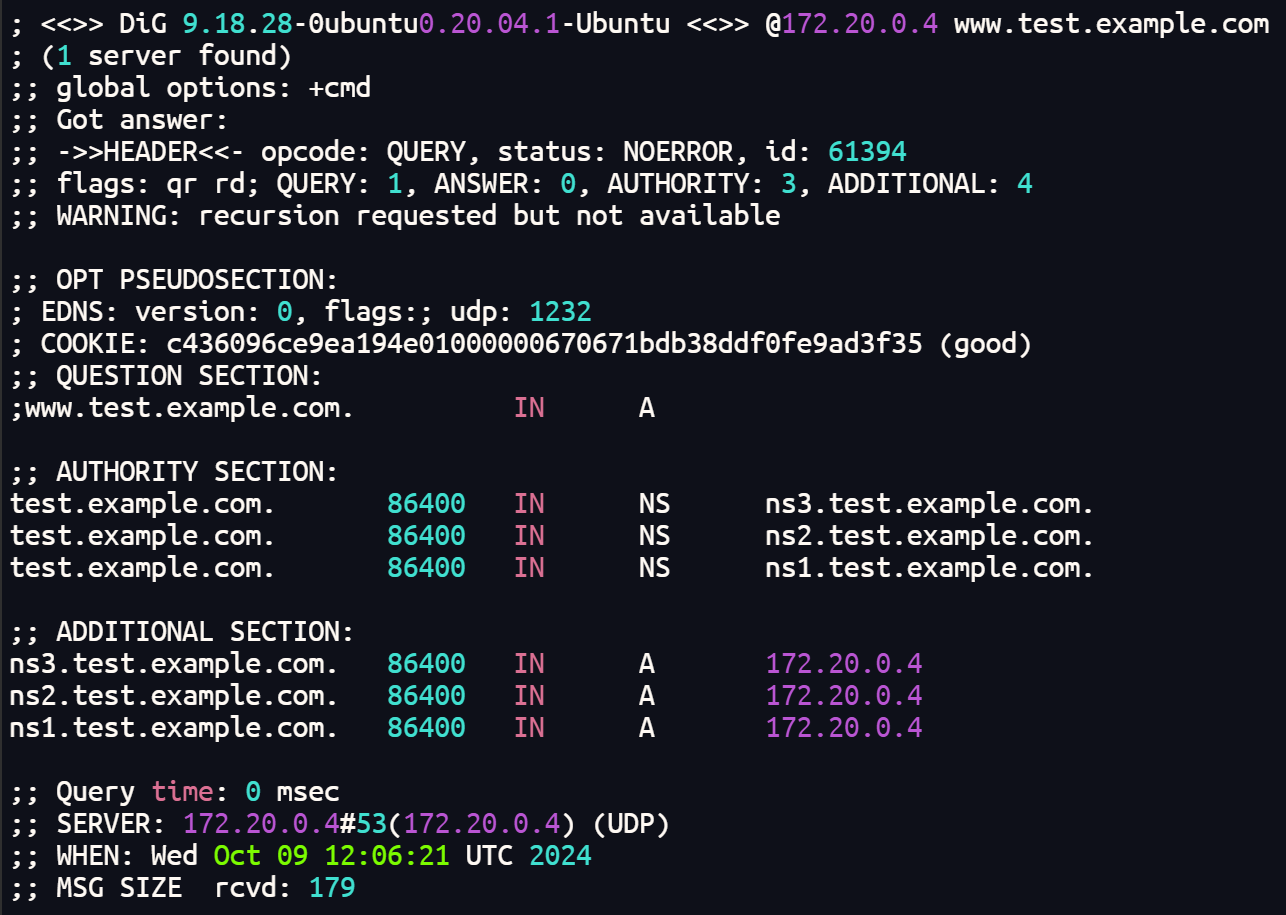 ; <<>> DiG 9.18.28-0ubuntu0.20.04.1-Ubuntu <<>> @172.20.0.4 www.test.example.com
; (1 server found)
;; global options: +cmd
;; Got answer:
;; ->>HEADER<<- opcode: QUERY, status: NOERROR, id: 61394
;; flags: qr rd; QUERY: 1, ANSWER: 0, AUTHORITY: 3, ADDITIONAL: 4
;; WARNING: recursion requested but not available

;; OPT PSEUDOSECTION:
; EDNS: version: 0, flags:; udp: 1232
; COOKIE: c436096ce9ea194e01000000670671bdb38ddf0fe9ad3f35 (good)
;; QUESTION SECTION:
;www.test.example.com.		IN	A

;; AUTHORITY SECTION:
test.example.com.	86400	IN	NS	ns3.test.example.com.
test.example.com.	86400	IN	NS	ns2.test.example.com.
test.example.com.	86400	IN	NS	ns1.test.example.com.

;; ADDITIONAL SECTION:
ns3.test.example.com.	86400	IN	A	172.20.0.4
ns2.test.example.com.	86400	IN	A	172.20.0.4
ns1.test.example.com.	86400	IN	A	172.20.0.4

;; Query time: 0 msec
;; SERVER: 172.20.0.4#53(172.20.0.4) (UDP)
;; WHEN: Wed Oct 09 12:06:21 UTC 2024
;; MSG SIZE  rcvd: 179